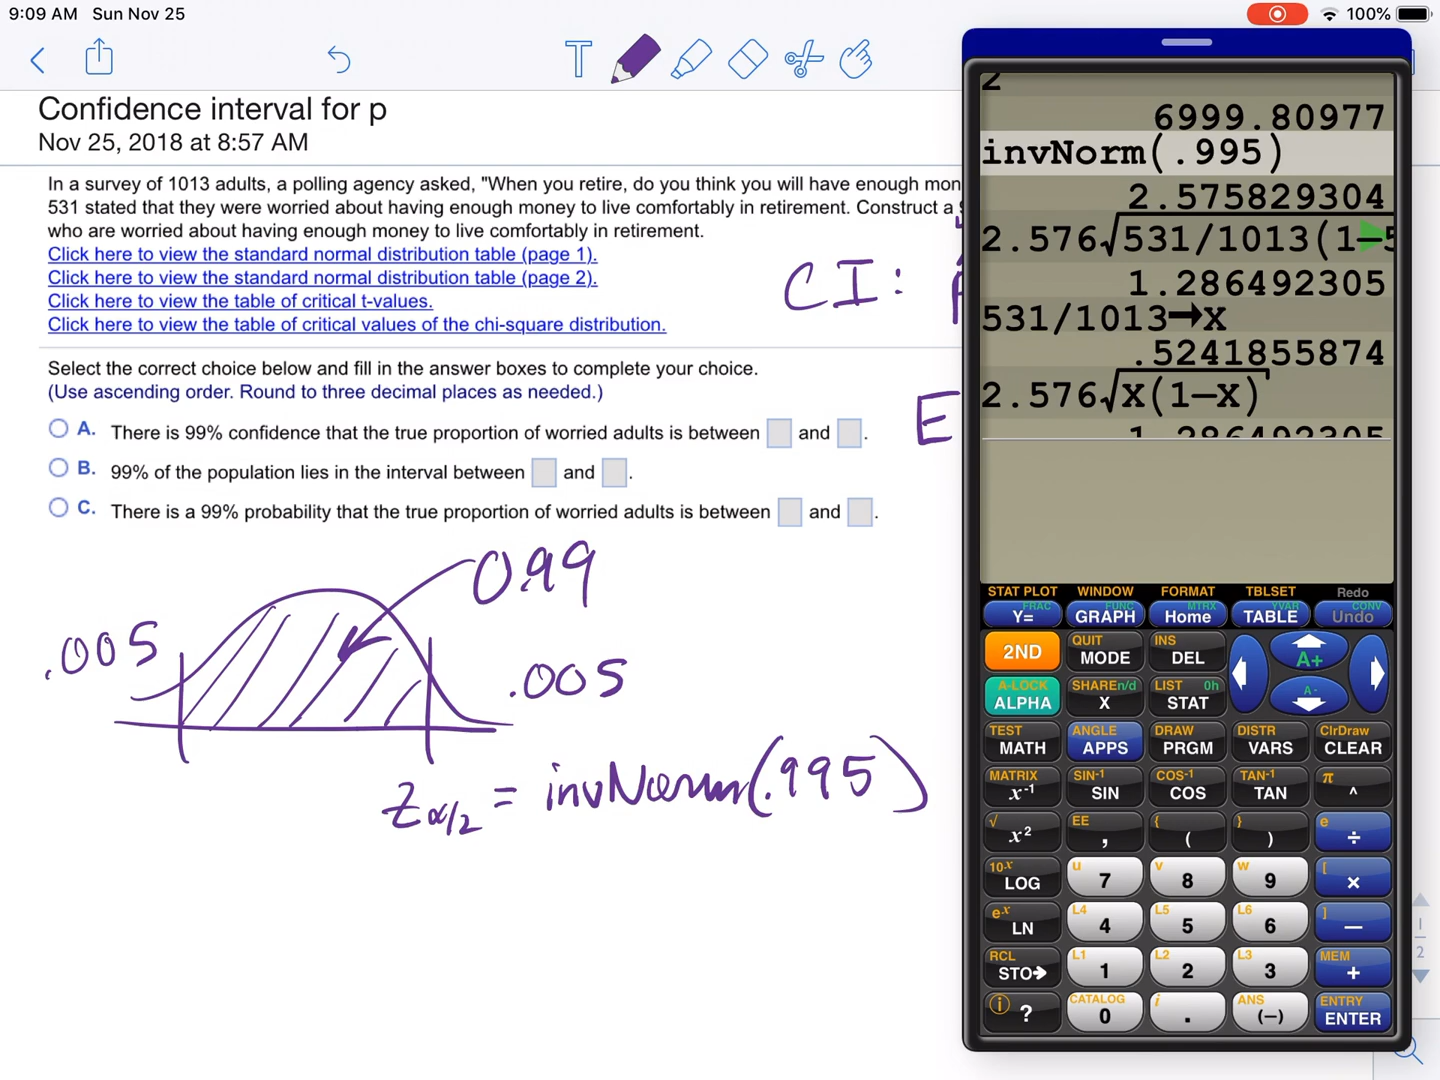 9:09 AM Sun Nov 25
100%
T
Confidence interval for p
Nov 25, 2018 at 8:57 AM
In a survey of 1013 adults, a polling agency asked, "When you retire, do you think you will have enough mon
531 stated that they were worried about having enough money to live comfortably in retirement. Construct a
who are worried about having enough money to live comfortably in retirement.
Click here to view the standard normal distribution table (page 1).
Click here to view the standard normal distribution table (page 2).
Click here to view the table of critical t-values.
Click here to view the table of critical values of the chi-square distribution.
CI:
Select the correct choice below and fill in the answer boxes to complete your choice.
(Use ascending order. Round to three decimal places as needed.)
E
A. There is 99% confidence that the true proportion of worried adults is between and .
B. 99% of the population lies in the interval between and .
C. There is a 99% probability that the true proportion of worried adults is between and .
0.99
.005
.005
Zα/2 = invNorm(.995)
2
6999.80977
invNorm(.995)
2.575829304
2.576√531/1013(1-5
1.286492305
531/1013→X
.5241855874
2.576√X(1-X)
1.286492305
STAT PLOT WINDOW FORMAT TBLSET Redo
FRAC FUNC MTRX YVAR CONV
Y= GRAPH Home TABLE Undo
QUIT INS
2ND MODE DEL A+
A-LOCK SHARE n/d LIST 0h A-
ALPHA X STAT
TEST ANGLE DRAW DISTR ClrDraw
MATH APPS PRGM VARS CLEAR
MATRIX SIN-1 COS-1 TAN-1 π
x-1 SIN COS TAN ^
√ EE { } e
x2 , ( ) ÷
10x u v w [
LOG 7 8 9 ×
ex L4 L5 L6 ]
LN 4 5 6 —
RCL L1 L2 L3 MEM
STO→ 1 2 3 +
i CATALOG i ANS ENTRY
? 0 . (−) ENTER
1
2